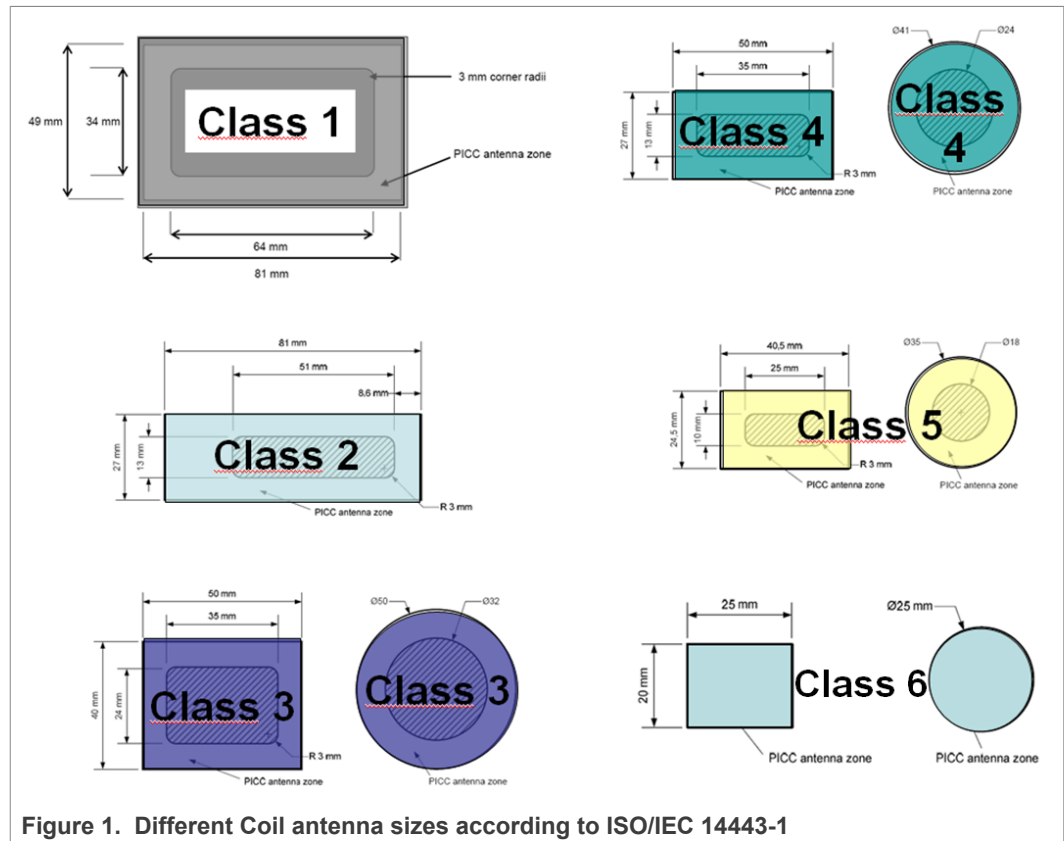 49 mm
34 mm
Class 1
3 mm corner radii
PICC antenna zone
64 mm
81 mm
50 mm
35 mm
27 mm
13 mm
Class 4
R 3 mm
PICC antenna zone
Ø41
Ø24
Class
4
PICC antenna zone
81 mm
51 mm
8,6 mm
27 mm
13 mm
Class 2
PICC antenna zone
R 3 mm
40,5 mm
25 mm
24,5 mm
10 mm
Class 5
R 3 mm
PICC antenna zone
Ø35
Ø18
PICC antenna zone
50 mm
35 mm
40 mm
24 mm
Class 3
R 3 mm
PICC antenna zone
Ø50
Ø32
Class 3
PICC antenna zone
25 mm
20 mm
Class 6
PICC antenna zone
Ø25 mm
PICC antenna zone
Figure 1. Different Coil antenna sizes according to ISO/IEC 14443-1